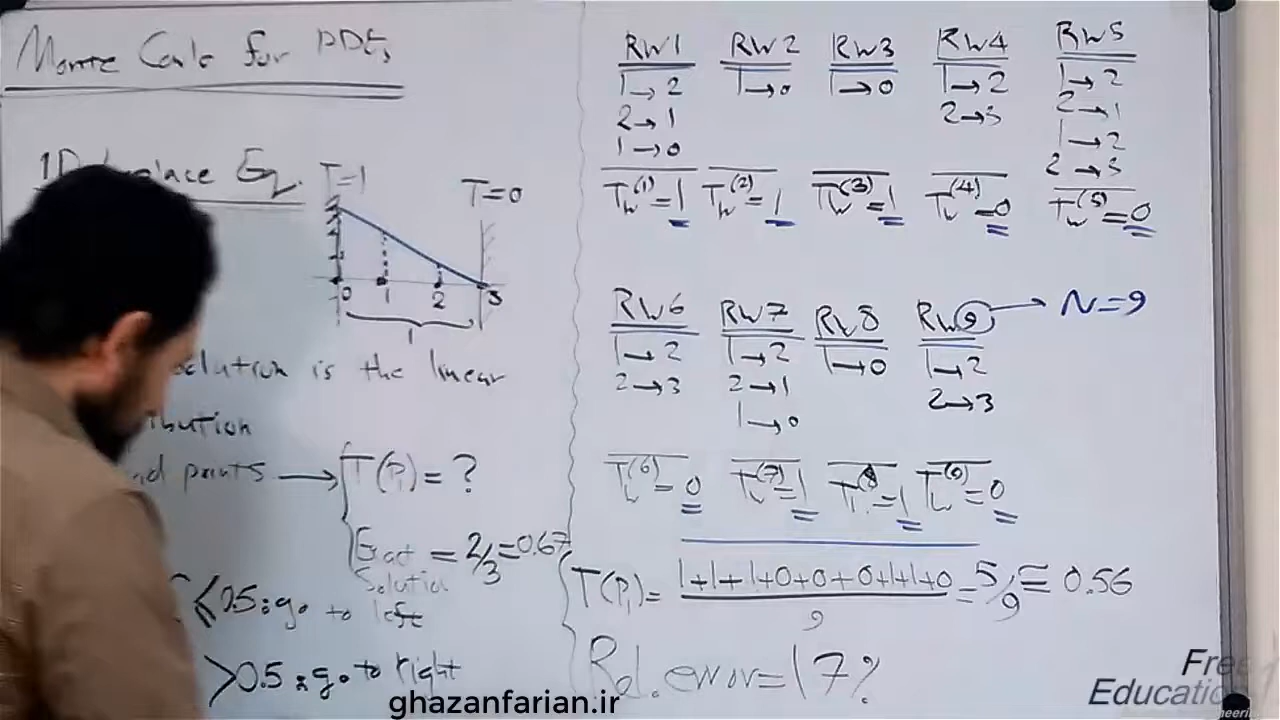 Monte Carlo for PDEs
1D Laplace Eq.
T=1
T=0
0 1 2 3
1
solution is the linear
points → T(P₁) = ?
Exact Solution = 2/3 = 0.67
≤0.5: go to left
>0.5: go to right
RW1
1→2
2→1
1→0
Tw(1)=1
RW2
1→0
Tw(2)=1
RW3
1→0
Tw(3)=1
RW4
1→2
2→3
Tw(4)=0
RW5
1→2
2→1
1→2
2→3
Tw(5)=0
RW6
1→2
2→3
Tw(6)=0
RW7
1→2
2→1
1→0
Tw(7)=1
RW8
1→0
Tw(8)=1
RW9 → N=9
1→2
2→3
Tw(9)=0
T(P₁)= 1+1+1+0+0+0+1+1+0 / 9 = 5/9 ≅ 0.56
Rel. error=17%
ghazanfarian.ir
Free